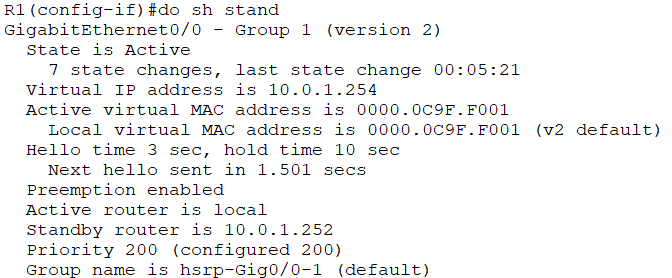 R1(config-if)#do sh stand
GigabitEthernet0/0 - Group 1 (version 2)
State is Active
7 state changes, last state change 00:05:21
Virtual IP address is 10.0.1.254
Active virtual MAC address is 0000.0C9F.F001
Local virtual MAC address is 0000.0C9F.F001 (v2 default)
Hello time 3 sec, hold time 10 sec
Next hello sent in 1.501 secs
Preemption enabled
Active router is local
Standby router is 10.0.1.252
Priority 200 (configured 200)
Group name is hsrp-Gig0/0-1 (default)